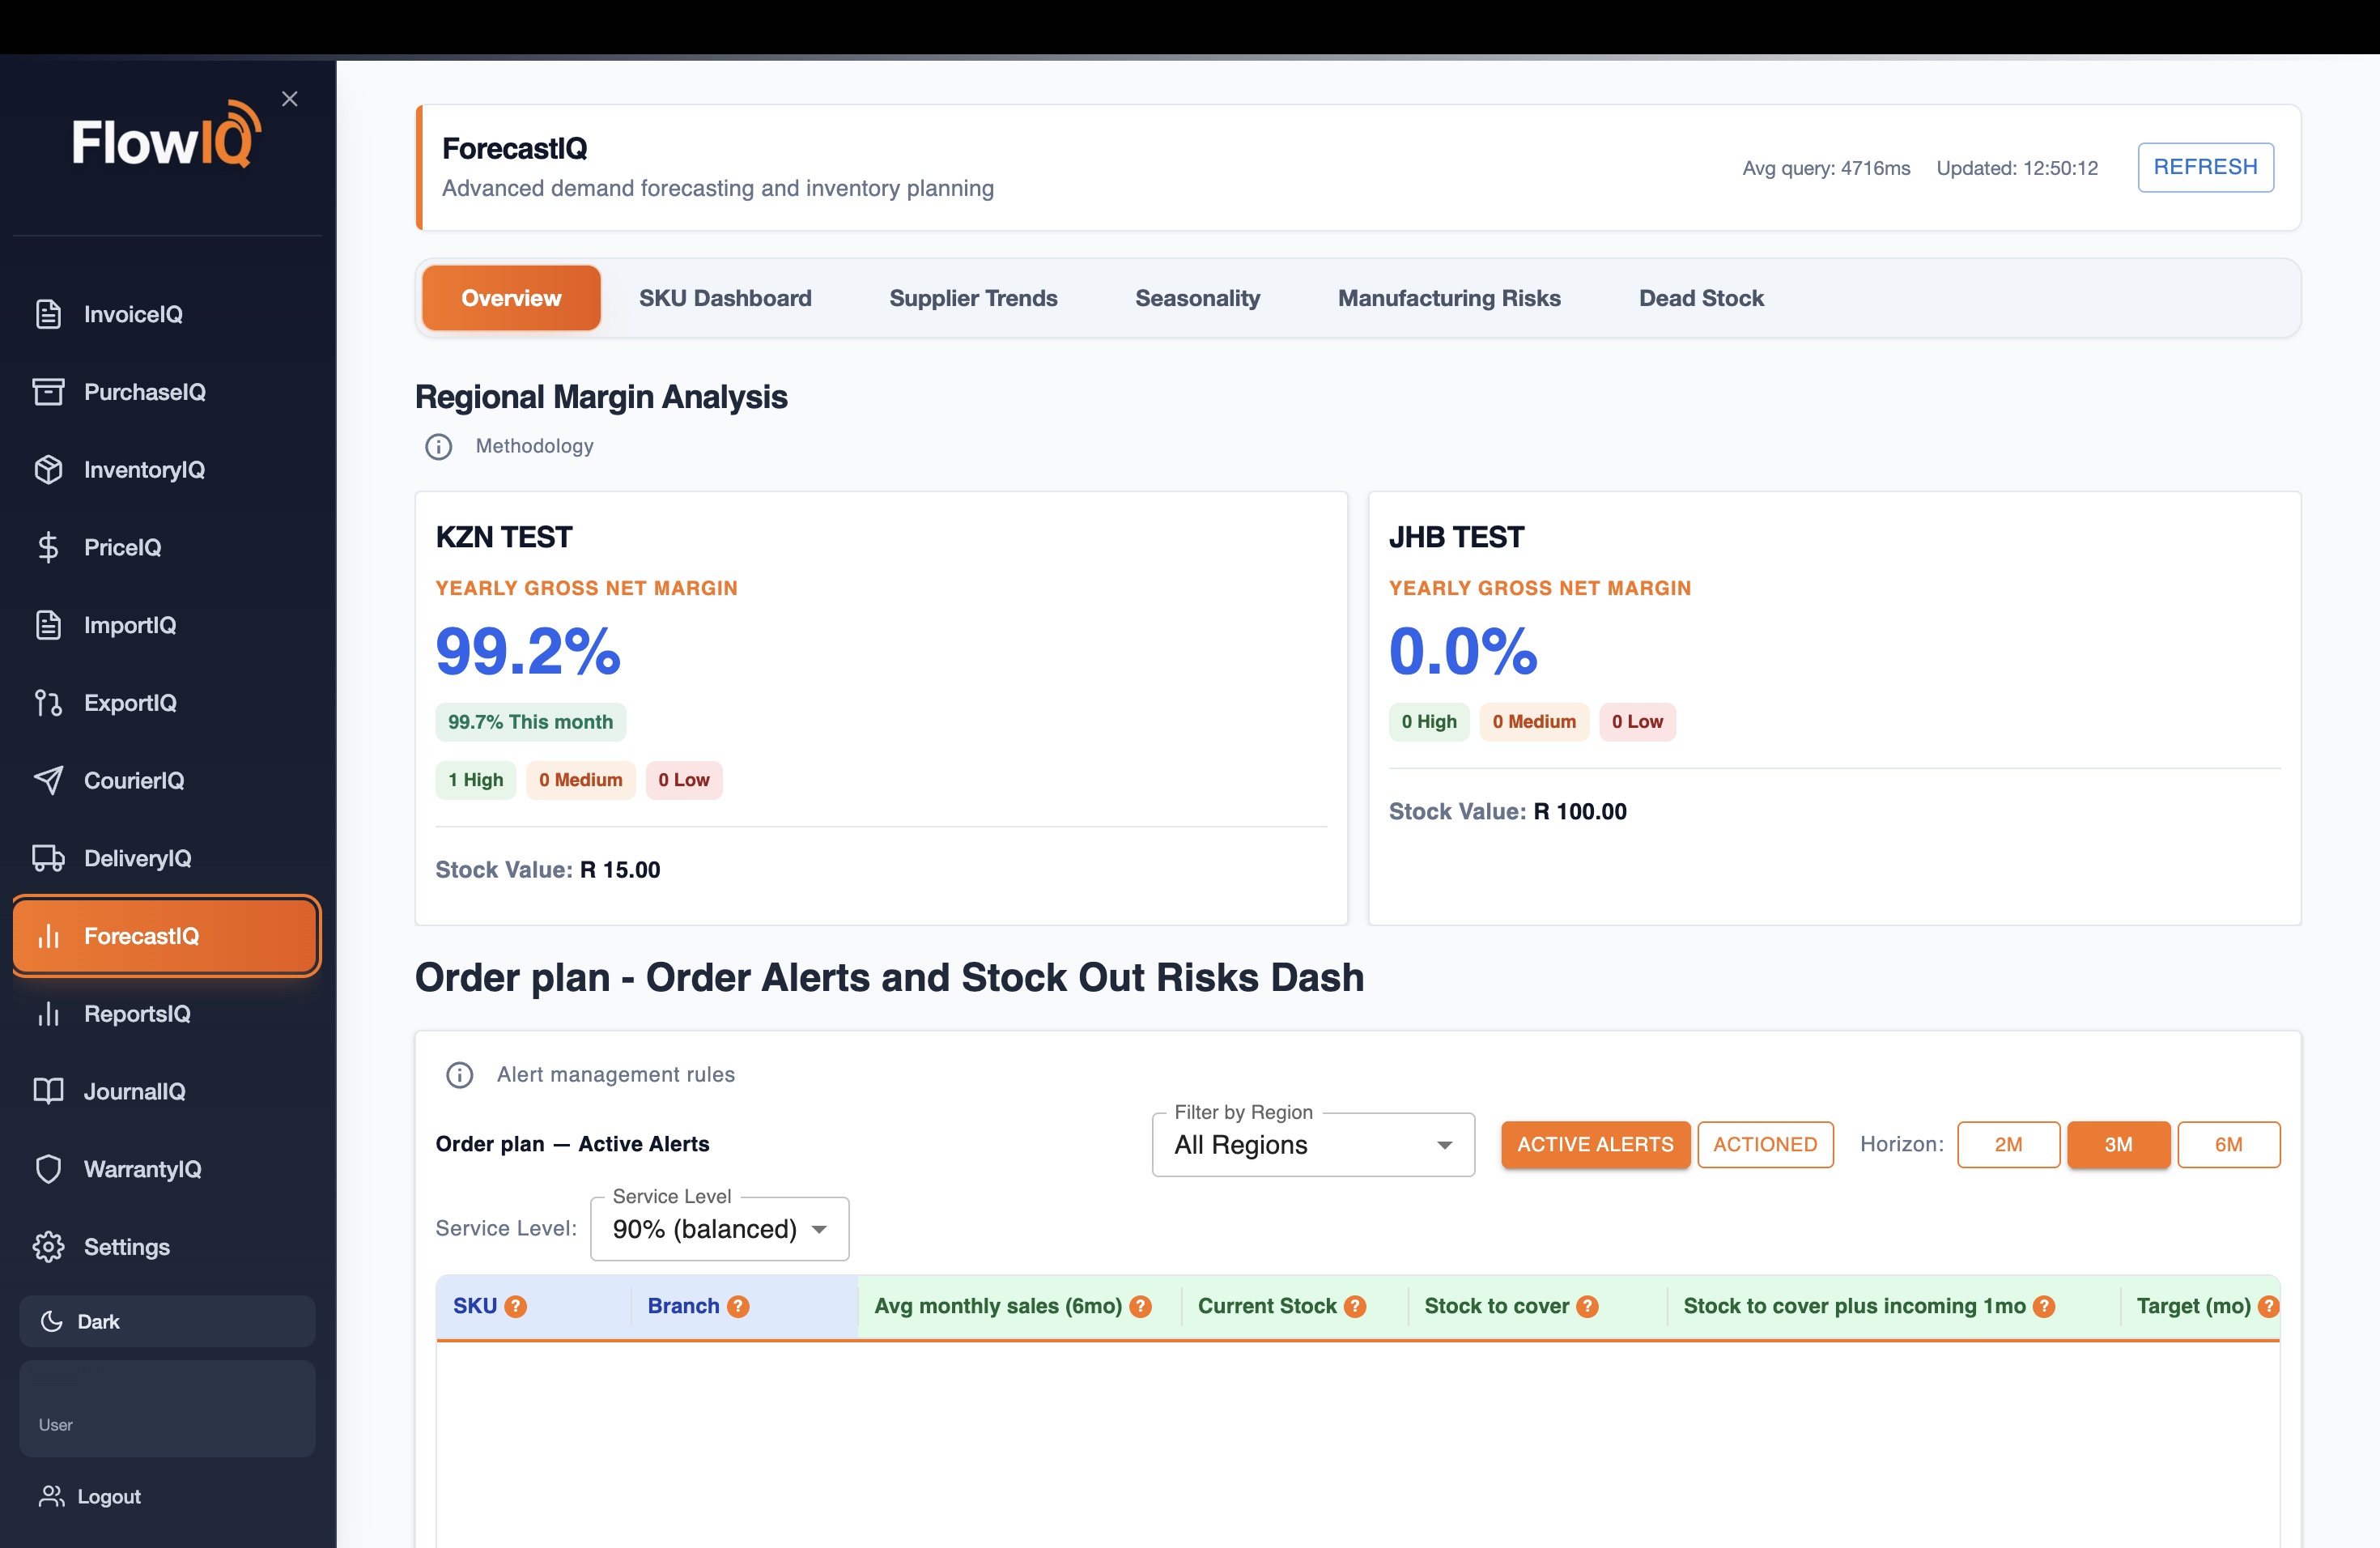 FlowIQ
InvoiceIQ
PurchaseIQ
InventoryIQ
PriceIQ
ImportIQ
ExportIQ
CourierIQ
DeliveryIQ
ForecastIQ
ReportsIQ
JournalIQ
WarrantyIQ
Settings
Dark
User
Logout
ForecastIQ
Advanced demand forecasting and inventory planning
Avg query: 4716ms Updated: 12:50:12 REFRESH
Overview SKU Dashboard Supplier Trends Seasonality Manufacturing Risks Dead Stock
Regional Margin Analysis
Methodology
KZN TEST
YEARLY GROSS NET MARGIN
99.2%
99.7% This month
1 High 0 Medium 0 Low
Stock Value: R 15.00
JHB TEST
YEARLY GROSS NET MARGIN
0.0%
0 High 0 Medium 0 Low
Stock Value: R 100.00
Order plan - Order Alerts and Stock Out Risks Dash
Alert management rules
Order plan — Active Alerts
Filter by Region
All Regions
ACTIVE ALERTS ACTIONED Horizon: 2M 3M 6M
Service Level:
Service Level
90% (balanced)
SKU ? Branch ? Avg monthly sales (6mo) ? Current Stock ? Stock to cover ? Stock to cover plus incoming 1mo ? Target (mo) ?